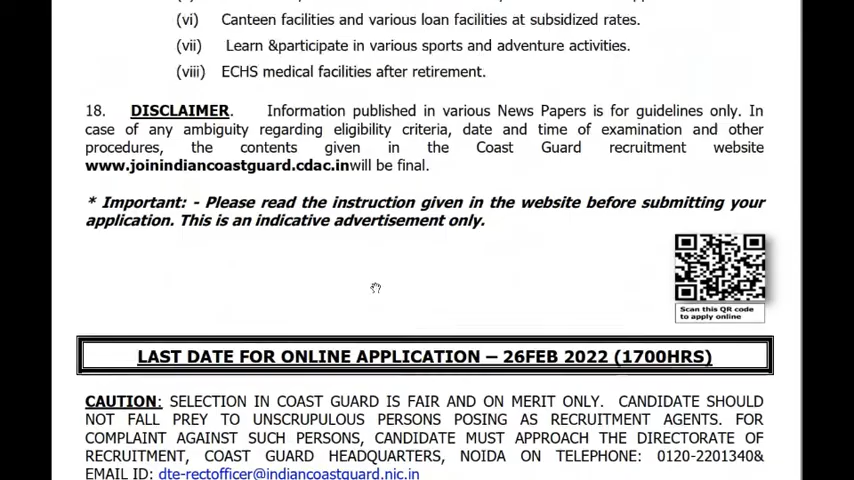 (vi) Canteen facilities and various loan facilities at subsidized rates.
(vii) Learn &participate in various sports and adventure activities.
(viii) ECHS medical facilities after retirement.
18. DISCLAIMER. Information published in various News Papers is for guidelines only. In
case of any ambiguity regarding eligibility criteria, date and time of examination and other
procedures, the contents given in the Coast Guard recruitment website
www.joinindiancoastguard.cdac.inwill be final.
* Important: - Please read the instruction given in the website before submitting your
application. This is an indicative advertisement only.
Scan this QR code
to apply online
LAST DATE FOR ONLINE APPLICATION – 26FEB 2022 (1700HRS)
CAUTION: SELECTION IN COAST GUARD IS FAIR AND ON MERIT ONLY. CANDIDATE SHOULD
NOT FALL PREY TO UNSCRUPULOUS PERSONS POSING AS RECRUITMENT AGENTS. FOR
COMPLAINT AGAINST SUCH PERSONS, CANDIDATE MUST APPROACH THE DIRECTORATE OF
RECRUITMENT, COAST GUARD HEADQUARTERS, NOIDA ON TELEPHONE: 0120-2201340&
EMAIL ID: dte-rectofficer@indiancoastguard.nic.in